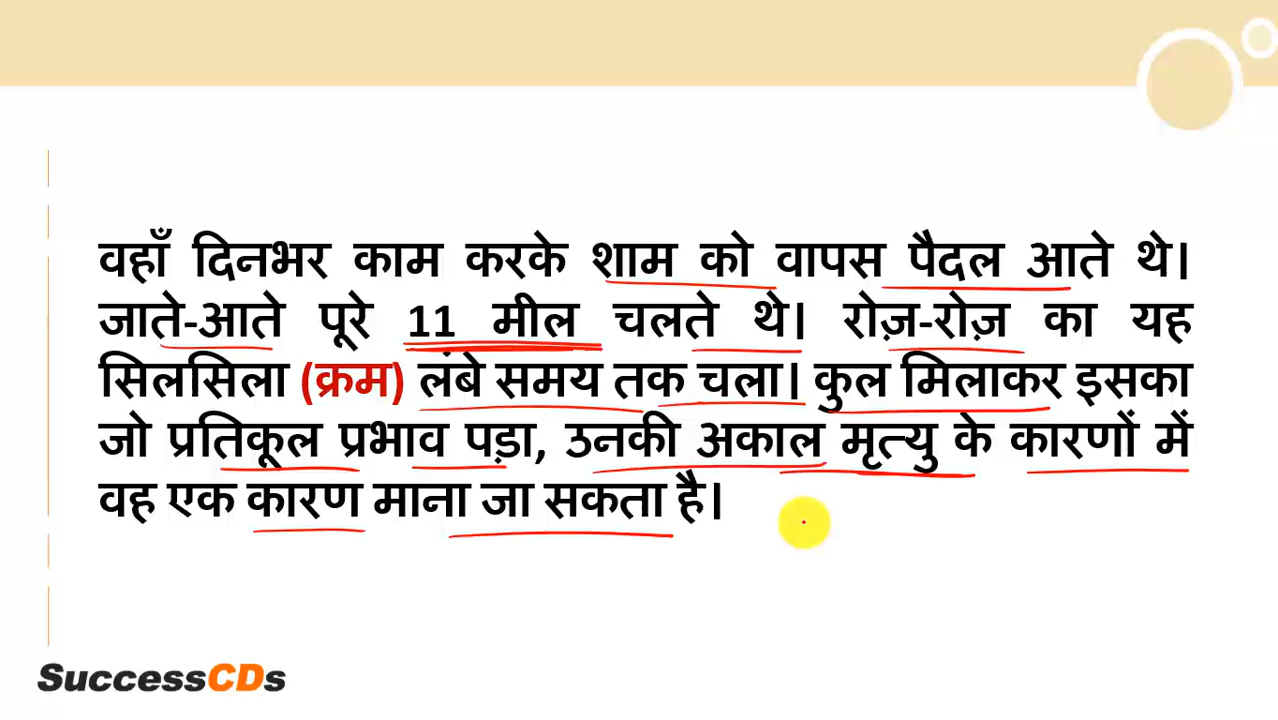 वहाँ दिनभर काम करके शाम को वापस पैदल आते थे।
जाते-आते पूरे 11 मील चलते थे। रोज़-रोज़ का यह
सिलसिला (क्रम) लंबे समय तक चला। कुल मिलाकर इसका
जो प्रतिकूल प्रभाव पड़ा, उनकी अकाल मृत्यु के कारणों में
वह एक कारण माना जा सकता है।
SuccessCDs